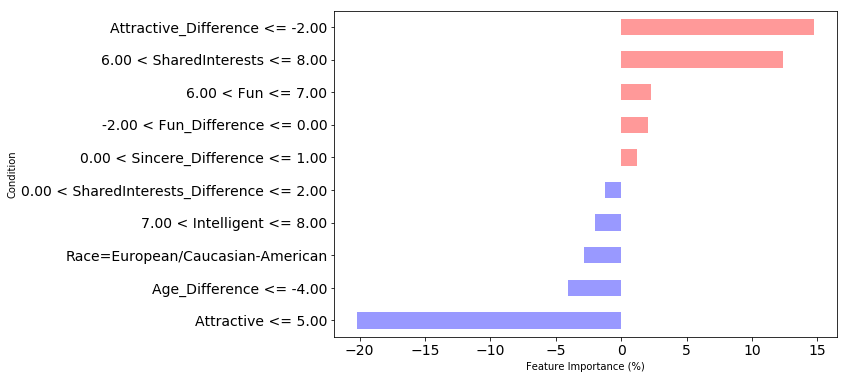 Attractive_Difference <= -2.00
6.00 < SharedInterests <= 8.00
6.00 < Fun <= 7.00
-2.00 < Fun_Difference <= 0.00
0.00 < Sincere_Difference <= 1.00
Condition
0.00 < SharedInterests_Difference <= 2.00
7.00 < Intelligent <= 8.00
Race=European/Caucasian-American
Age_Difference <= -4.00
Attractive <= 5.00
−20 −15 −10 −5 0 5 10 15
Feature Importance (%)